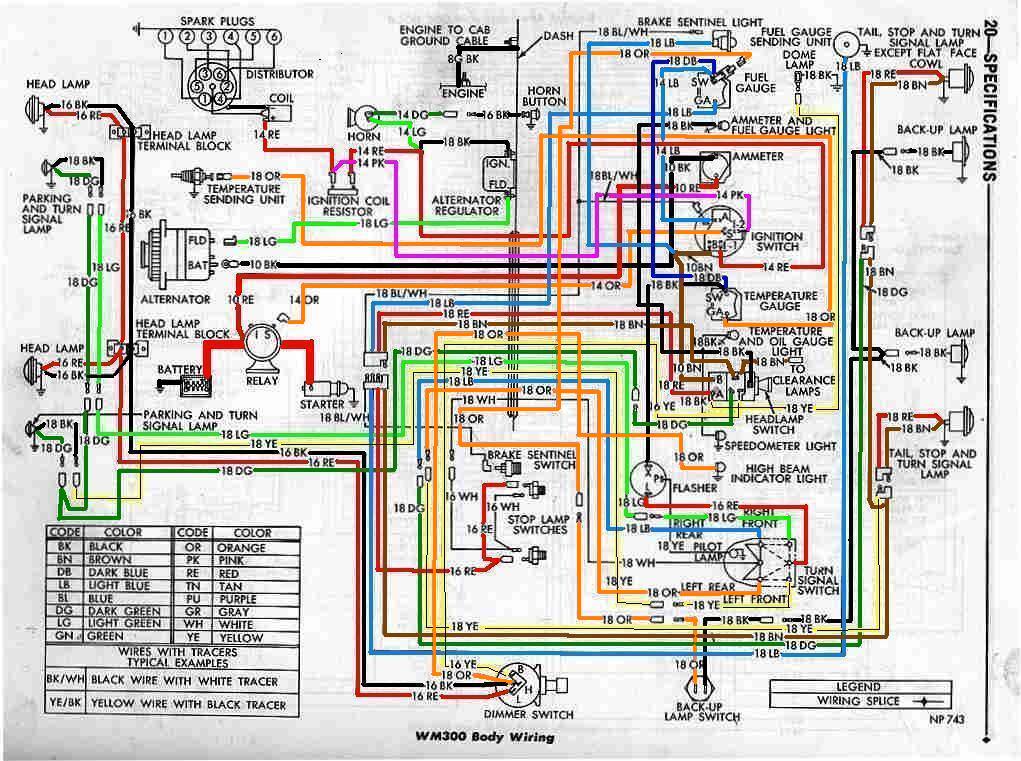 SPARK PLUGS
1 2 3 4 5 6
DISTRIBUTOR
COIL
14 RE
ENGINE TO CAB
GROUND CABLE
8G BK
ENGINE
DASH
HORN
BUTTON
16 BK
14 DG
14 LG
HORN
18 BK
IGN.
FLD
ALTERNATOR
REGULATOR
BRAKE SENTINEL LIGHT
18 BL/WH
18 LB
18 OR
18 DB
SW
GA
FUEL
GAUGE
FUEL GAUGE
SENDING UNIT
DOME
LAMP
18 BK
18 LB
TAIL, STOP AND TURN
SIGNAL LAMP
EXCEPT FLAT FACE
COWL
18 RE
18 BN
20—SPECIFICATIONS
HEAD LAMP
16 BK
16 RE
HEAD LAMP
TERMINAL BLOCK
18 BK
18 DG
PARKING
AND TURN
SIGNAL
LAMP
18 OR
TEMPERATURE
SENDING UNIT
14 RE
14 PK
IGNITION COIL
RESISTOR
18 LG
18 LB
18 BK
AMMETER AND
FUEL GAUGE LIGHT
14 LB
10 BK
10 RE
AMMETER
18BL/WH
14 PK
A
I-2
S
B
I-1
IGNITION
SWITCH
14 RE
BACK-UP LAMP
18 BK
18 BK
FLD
18 LG
BAT
10 BK
ALTERNATOR
18 LG
18 DG
10 RE
14 OR
14 OR
18 BL/WH
18 LB
18 RE
18 BN
18 BN
10BN
18 DB
18 BK
SW
GA
TEMPERATURE
GAUGE
18 OR
18 BN
18 DG
HEAD LAMP
TERMINAL BLOCK
HEAD LAMP
16 RE
16 BK
BATTERY
I S
RELAY
STARTER
18 BL/WH
18 DG
18 LG
18 YE
18 LB
18 OR
18 WH
18 OR
18BK
TEMPERATURE
AND OIL GAUGE
LIGHT
18 BK
18 BN
TO
CLEARANCE
LAMPS
10 BN
18 RE
18 BK
16 YE
18 YE
18 DG
HEADLAMP
SWITCH
BACK-UP LAMP
18 BK
PARKING AND TURN
SIGNAL LAMP
18 BK
18 DG
18 DG
18 LG
18 YE
16 BK
16 RE
18 DG
BRAKE SENTINEL
SWITCH
16 WH
16 WH
16 RE
18 DG
STOP LAMP
SWITCHES
SPEEDOMETER LIGHT
18 OR
HIGH BEAM
INDICATOR LIGHT
FLASHER
18 RE
18 BN
TAIL, STOP AND
TURN SIGNAL
LAMP
18 LG
16 RE
18 LG
RIGHT
FRONT
18 LB
RIGHT
REAR
18 YE
PILOT
LAMP
18 WH
TURN
SIGNAL
SWITCH
18 YE
18 OR
LEFT REAR
LEFT FRONT
18 YE
18 OR
18 BK
18 BK
18 YE
18 BN
18 DG
18 LB
18 OR
BACK-UP
LAMP SWITCH
16 YE
18 OR
16 BK
16 RE
B
H
DIMMER SWITCH
CODE COLOR CODE COLOR
BK BLACK OR ORANGE
BN BROWN PK PINK
DB DARK BLUE RE RED
LB LIGHT BLUE TN TAN
BL BLUE PU PURPLE
DG DARK GREEN GR GRAY
LG LIGHT GREEN WH WHITE
GN GREEN YE YELLOW
WIRES WITH TRACERS
TYPICAL EXAMPLES
BK/WH BLACK WIRE WITH WHITE TRACER
YE/BK YELLOW WIRE WITH BLACK TRACER
LEGEND
WIRING SPLICE
NP 743
WM300 Body Wiring